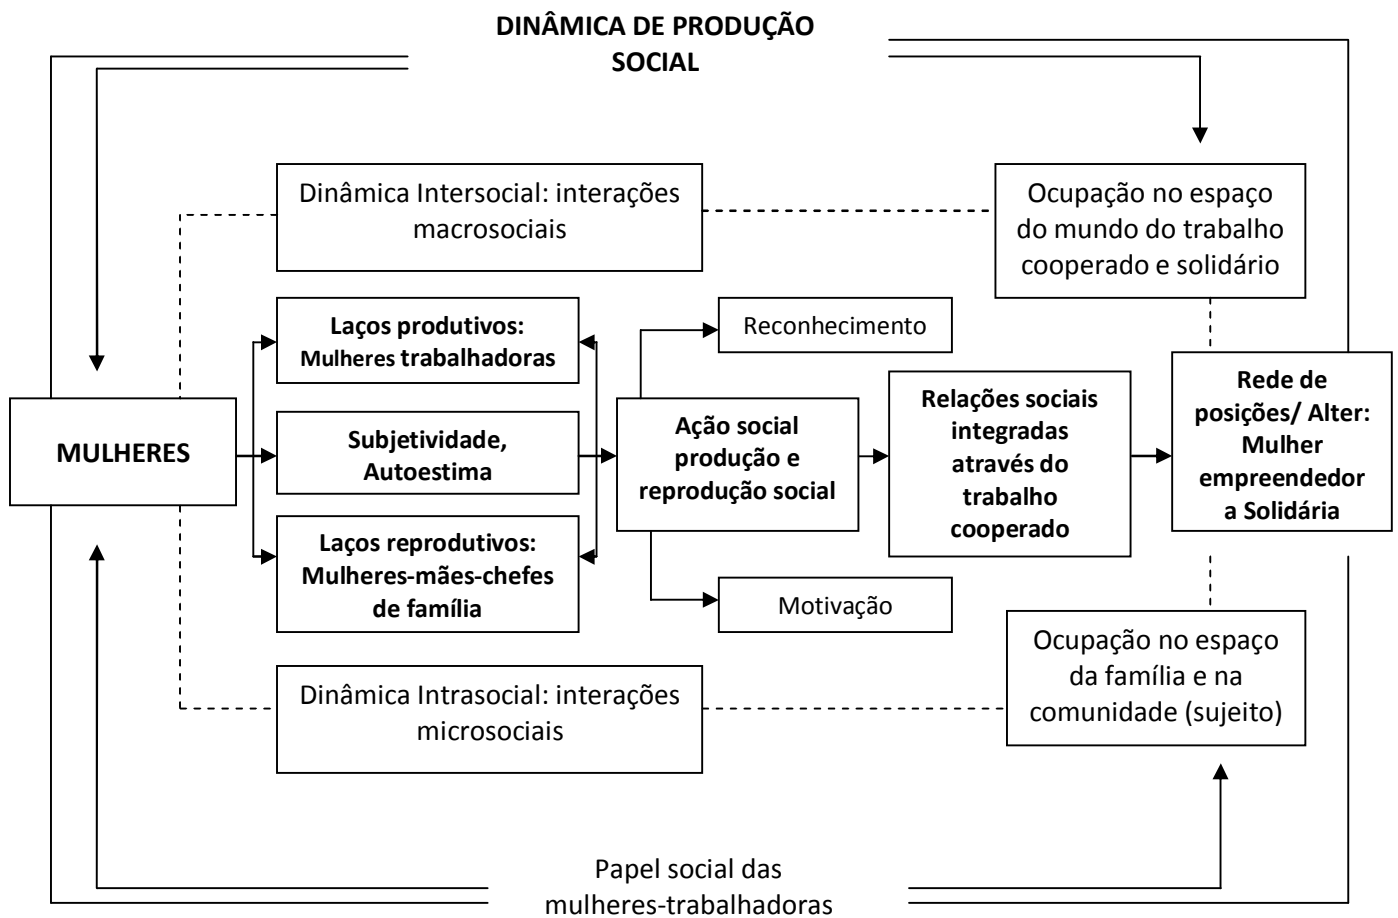 DINÂMICA DE PRODUÇÃO
SOCIAL
Dinâmica Intersocial: interações
macrosociais
Ocupação no espaço
do mundo do trabalho
cooperado e solidário
Laços produtivos:
Mulheres trabalhadoras
Reconhecimento
MULHERES
Subjetividade,
Autoestima
Ação social
produção e
reprodução social
Relações sociais
integradas
através do
trabalho
cooperado
Rede de
posições/ Alter:
Mulher
empreendedor
a Solidária
Laços reprodutivos:
Mulheres-mães-chefes
de família
Motivação
Dinâmica Intrasocial: interações
microsociais
Ocupação no espaço
da família e na
comunidade (sujeito)
Papel social das
mulheres-trabalhadoras